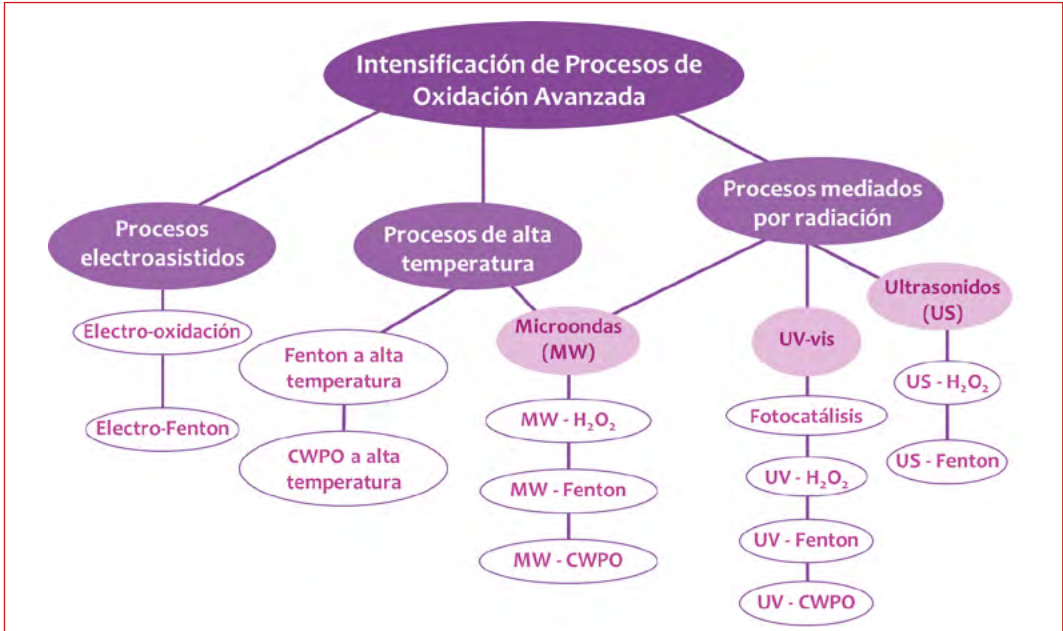 Intensificación de Procesos de
Oxidación Avanzada
Procesos
electroasistidos
Electro-oxidación
Electro-Fenton
Procesos de alta
temperatura
Fenton a alta
temperatura
CWPO a alta
temperatura
Procesos mediados
por radiación
Microondas
(MW)
MW - H₂O₂
MW - Fenton
MW - CWPO
UV-vis
Fotocatálisis
UV - H₂O₂
UV - Fenton
UV - CWPO
Ultrasonidos
(US)
US - H₂O₂
US - Fenton